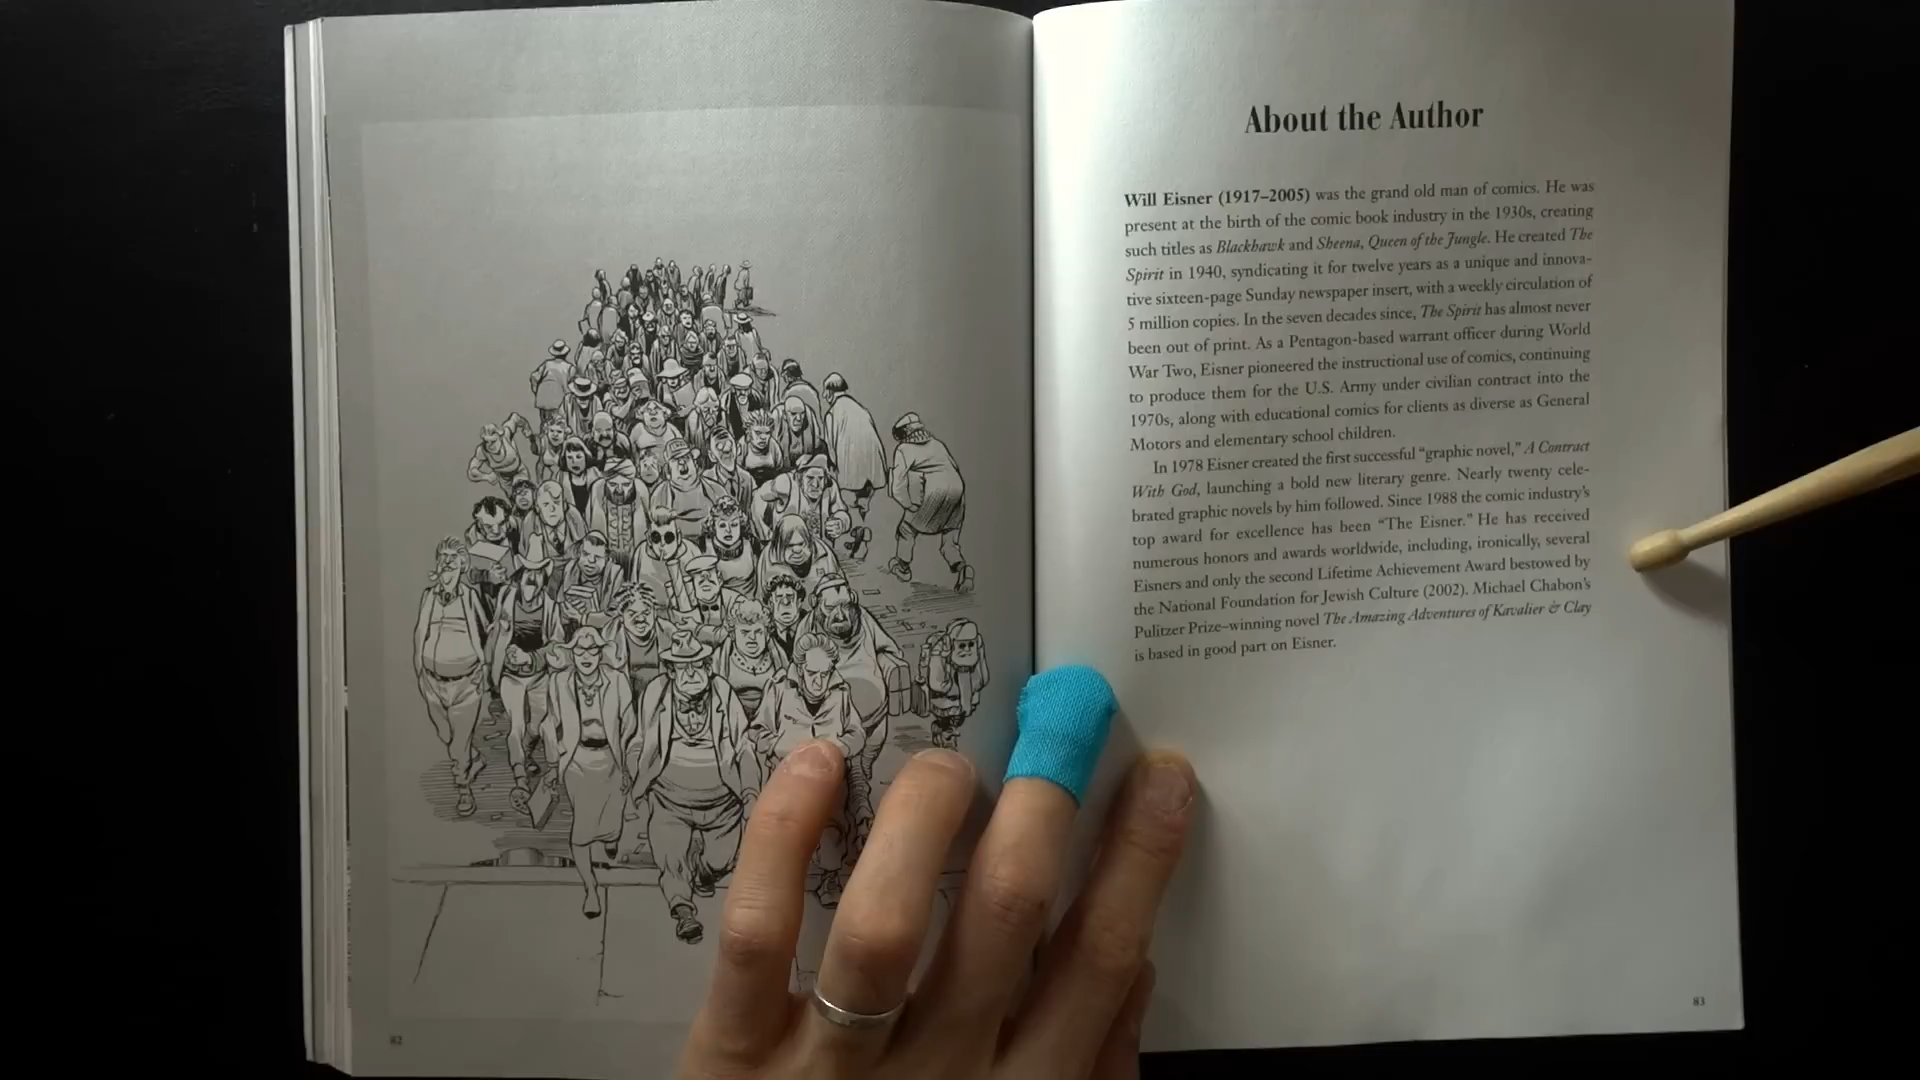 About the Author
Will Eisner (1917–2005) was the grand old man of comics. He was
present at the birth of the comic book industry in the 1930s, creating
such titles as Blackhawk and Sheena, Queen of the Jungle. He created The
Spirit in 1940, syndicating it for twelve years as a unique and innova-
tive sixteen-page Sunday newspaper insert, with a weekly circulation of
5 million copies. In the seven decades since, The Spirit has almost never
been out of print. As a Pentagon-based warrant officer during World
War Two, Eisner pioneered the instructional use of comics, continuing
to produce them for the U.S. Army under civilian contract into the
1970s, along with educational comics for clients as diverse as General
Motors and elementary school children.
In 1978 Eisner created the first successful “graphic novel,” A Contract
With God, launching a bold new literary genre. Nearly twenty cele-
brated graphic novels by him followed. Since 1988 the comic industry’s
top award for excellence has been “The Eisner.” He has received
numerous honors and awards worldwide, including, ironically, several
Eisners and only the second Lifetime Achievement Award bestowed by
the National Foundation for Jewish Culture (2002). Michael Chabon’s
Pulitzer Prize–winning novel The Amazing Adventures of Kavalier & Clay
is based in good part on Eisner.
82
83